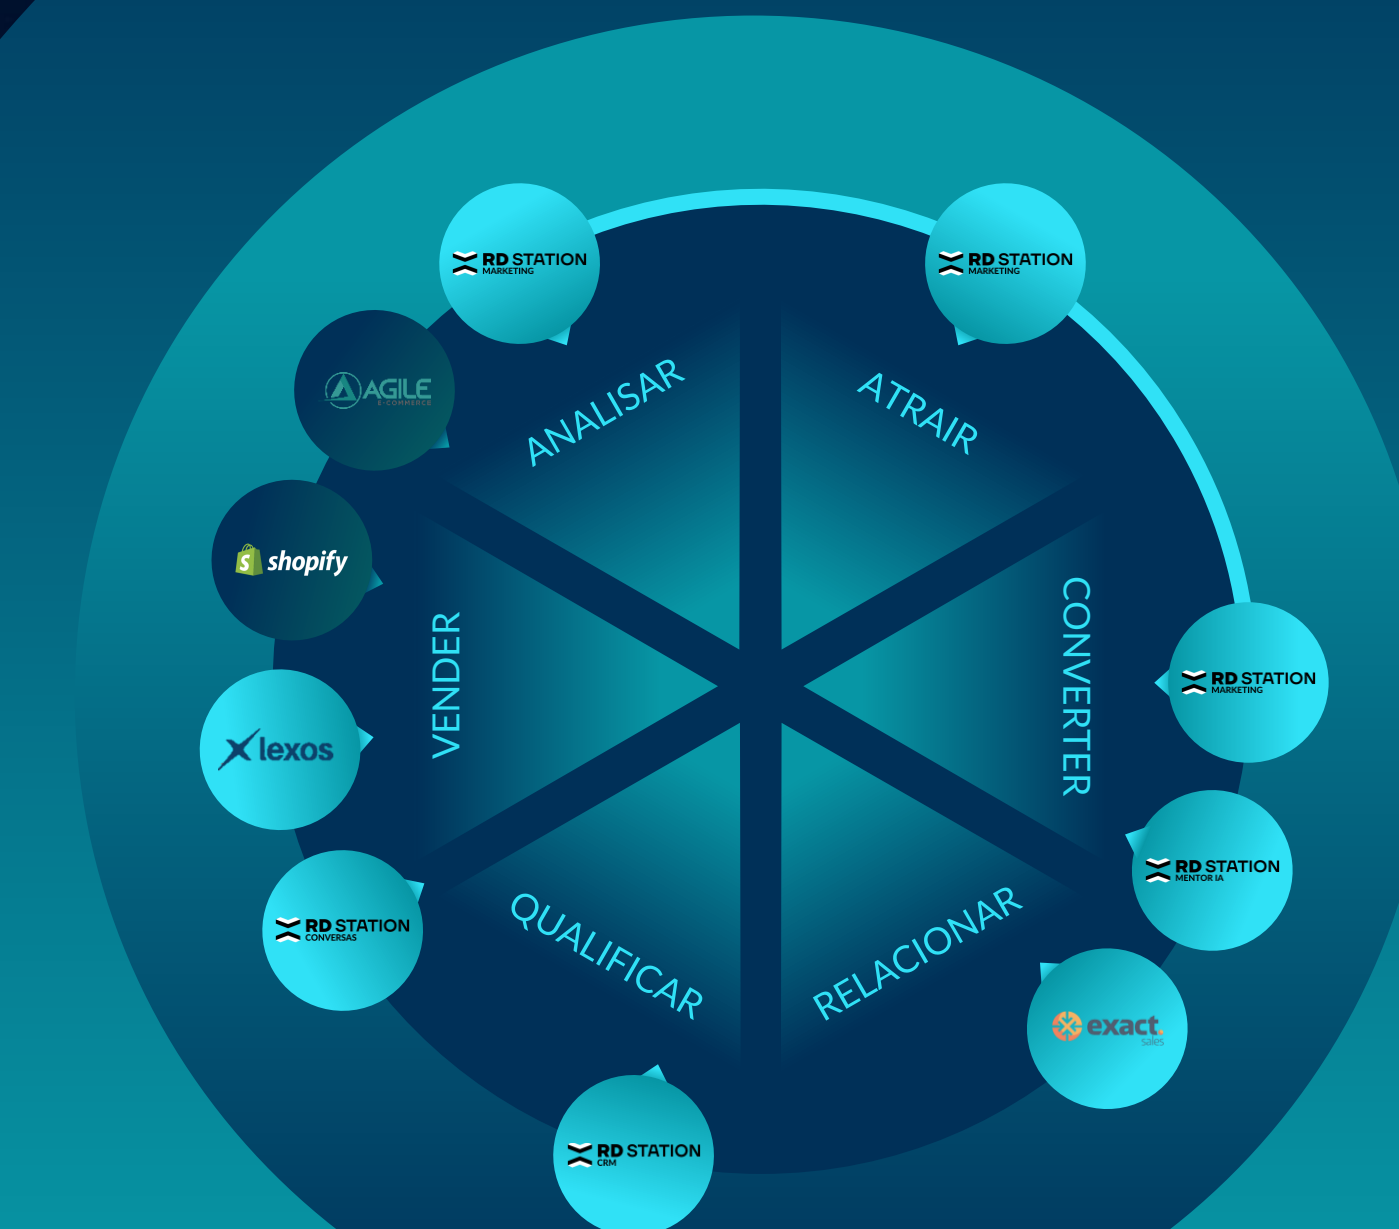 RD STATION
MARKETING
RD STATION
MARKETING
AGILE
E-COMMERCE
ANALISAR
ATRAIR
shopify
VENDER
CONVERTER
RD STATION
MARKETING
lexos
RD STATION
MENTOR IA
RD STATION
CONVERSAS
QUALIFICAR
RELACIONAR
exact.
sales
RD STATION
CRM